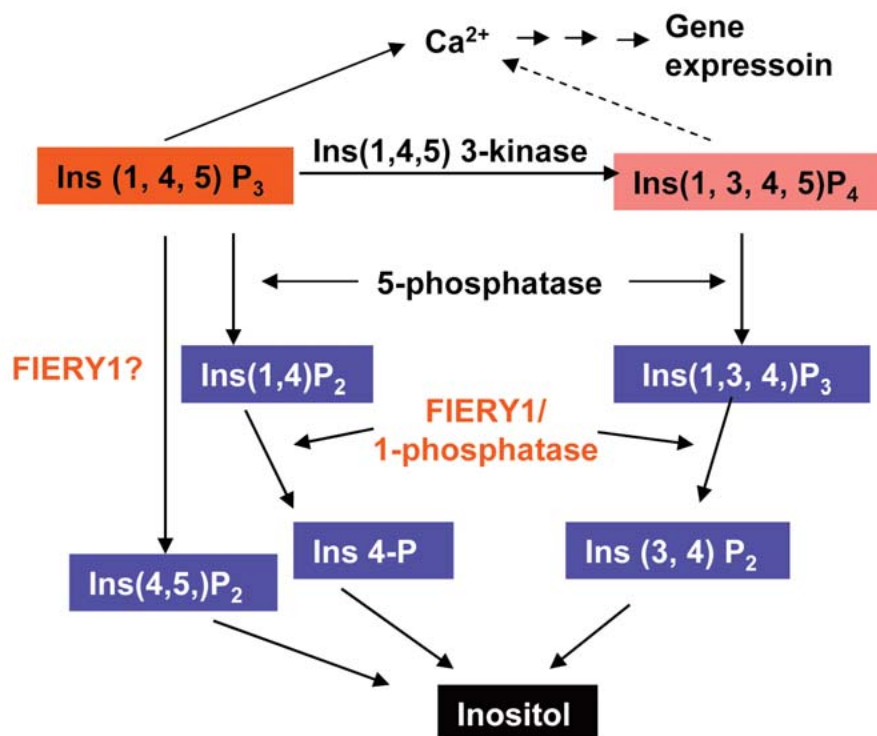 Ca2+
Gene
expressoin
Ins(1,4,5) 3-kinase
Ins (1, 4, 5) P3
Ins(1, 3, 4, 5)P4
5-phosphatase
FIERY1?
Ins(1,4)P2
Ins(1,3, 4,)P3
FIERY1/
1-phosphatase
Ins 4-P
Ins (3, 4) P2
Ins(4,5,)P2
Inositol